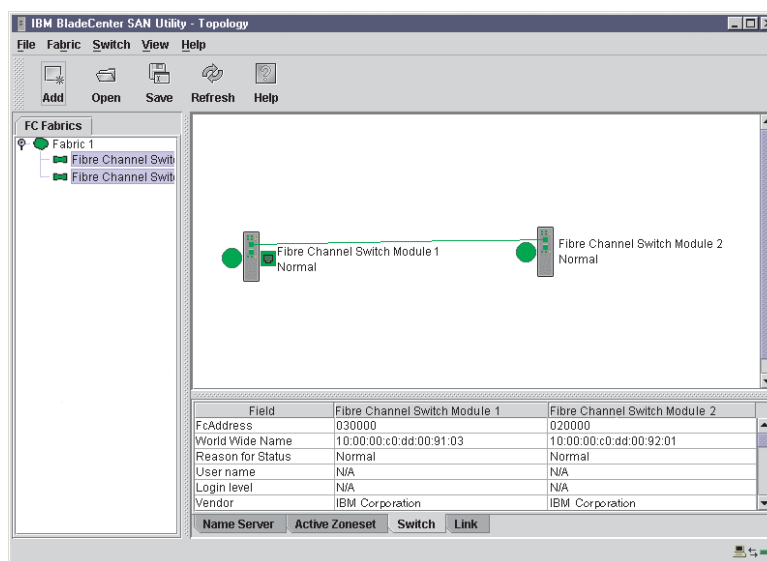 IBM BladeCenter SAN Utility - Topology
File Fabric Switch View Help
Add Open Save Refresh Help
FC Fabrics
Fabric 1
Fibre Channel Swit
Fibre Channel Swit
Fibre Channel Switch Module 1
Normal
Fibre Channel Switch Module 2
Normal
Field Fibre Channel Switch Module 1 Fibre Channel Switch Module 2
FcAddress 030000 020000
World Wide Name 10:00:00:c0:dd:00:91:03 10:00:00:c0:dd:00:92:01
Reason for Status Normal Normal
User name N/A N/A
Login level N/A N/A
Vendor IBM Corporation IBM Corporation
Name Server Active Zoneset Switch Link